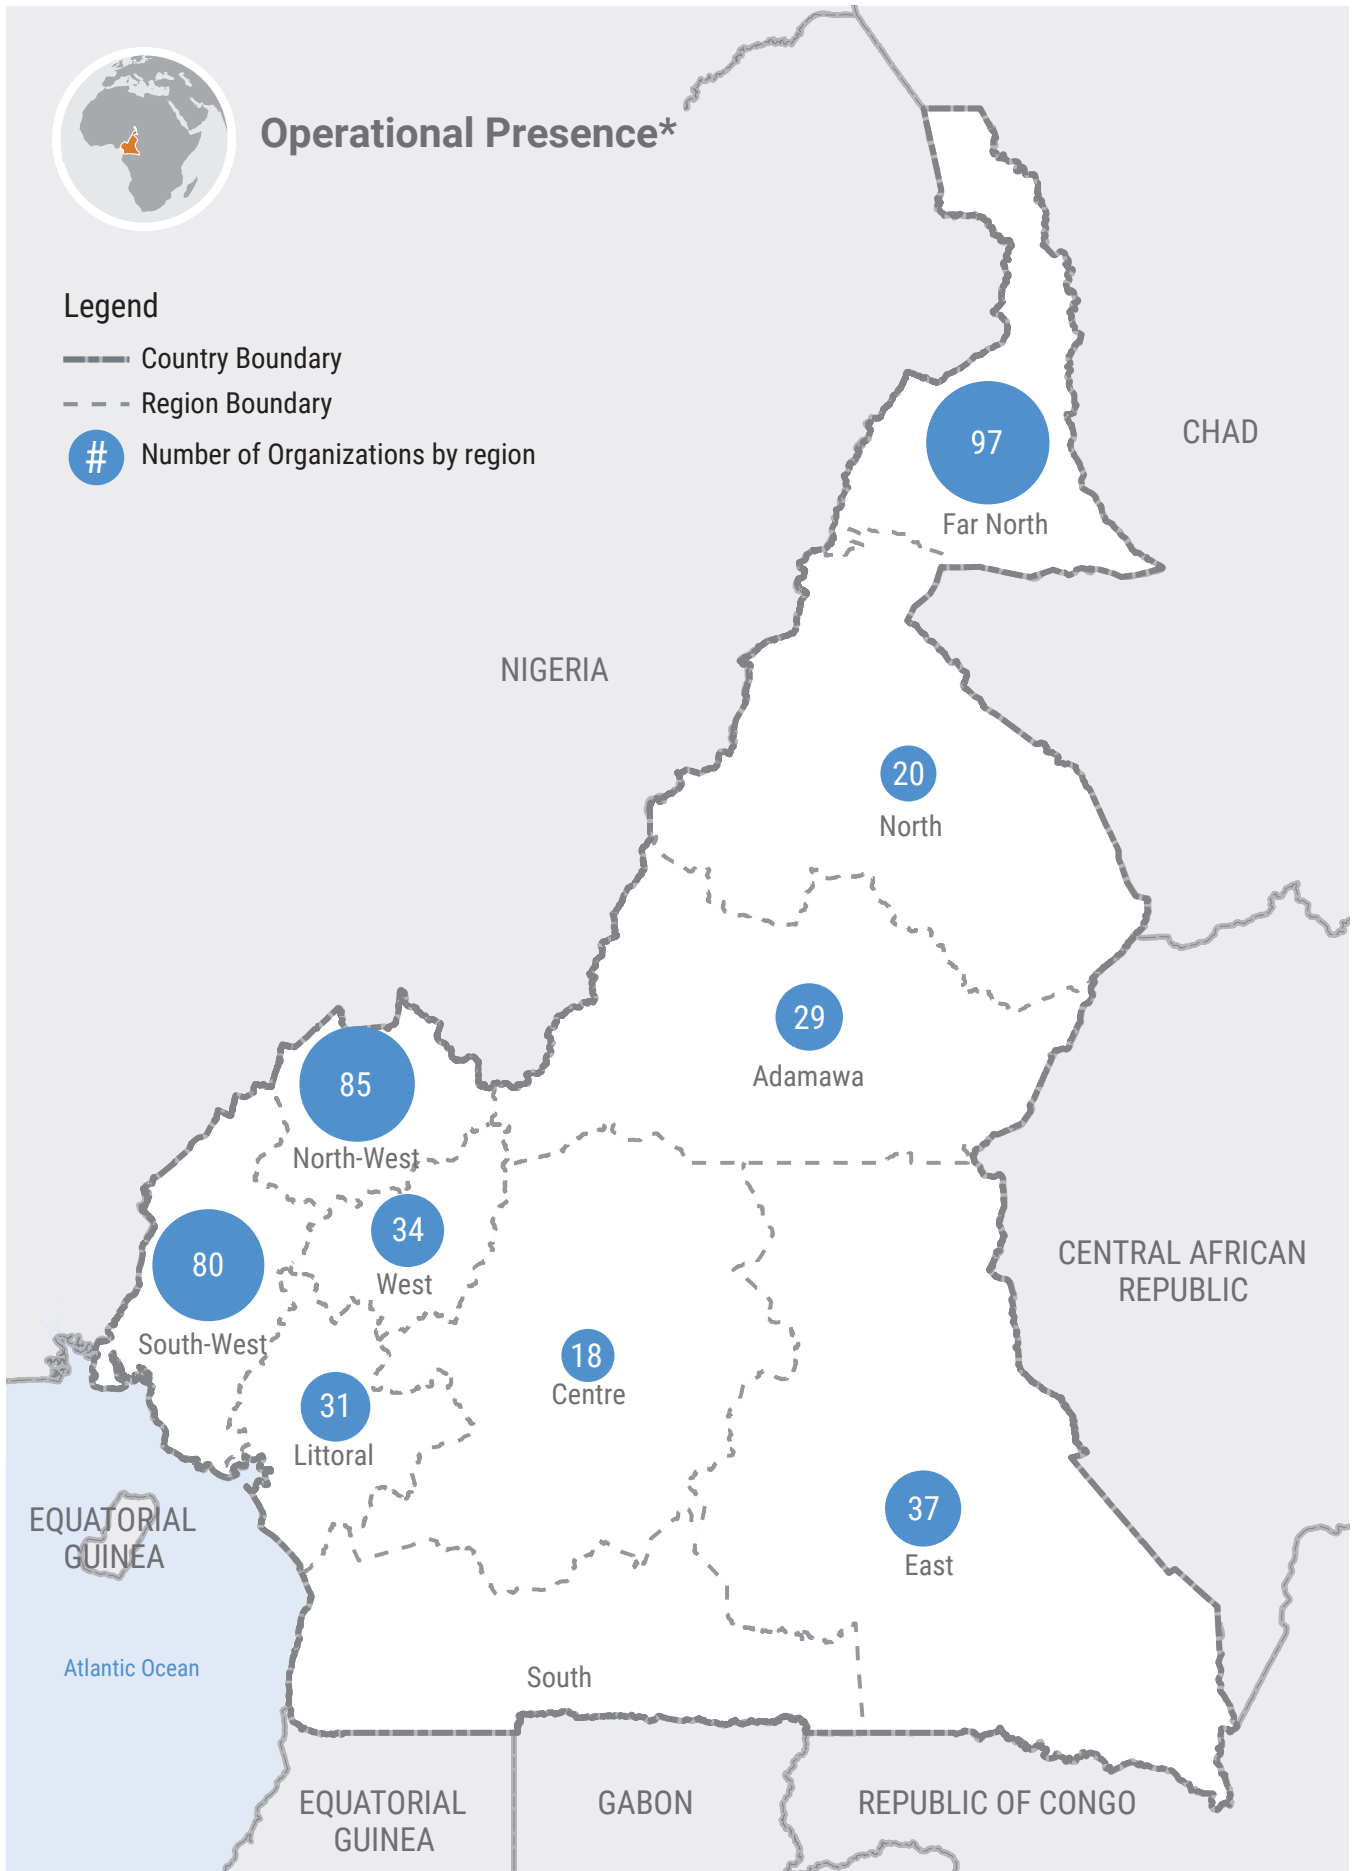 Operational Presence*
Legend
Country Boundary
Region Boundary
#
Number of Organizations by region
97
Far North
CHAD
NIGERIA
20
North
29
Adamawa
85
North-West
34
West
80
South-West
CENTRAL AFRICAN
REPUBLIC
18
Centre
31
Littoral
37
East
EQUATORIAL
GUINEA
Atlantic Ocean
South
EQUATORIAL
GUINEA
GABON
REPUBLIC OF CONGO